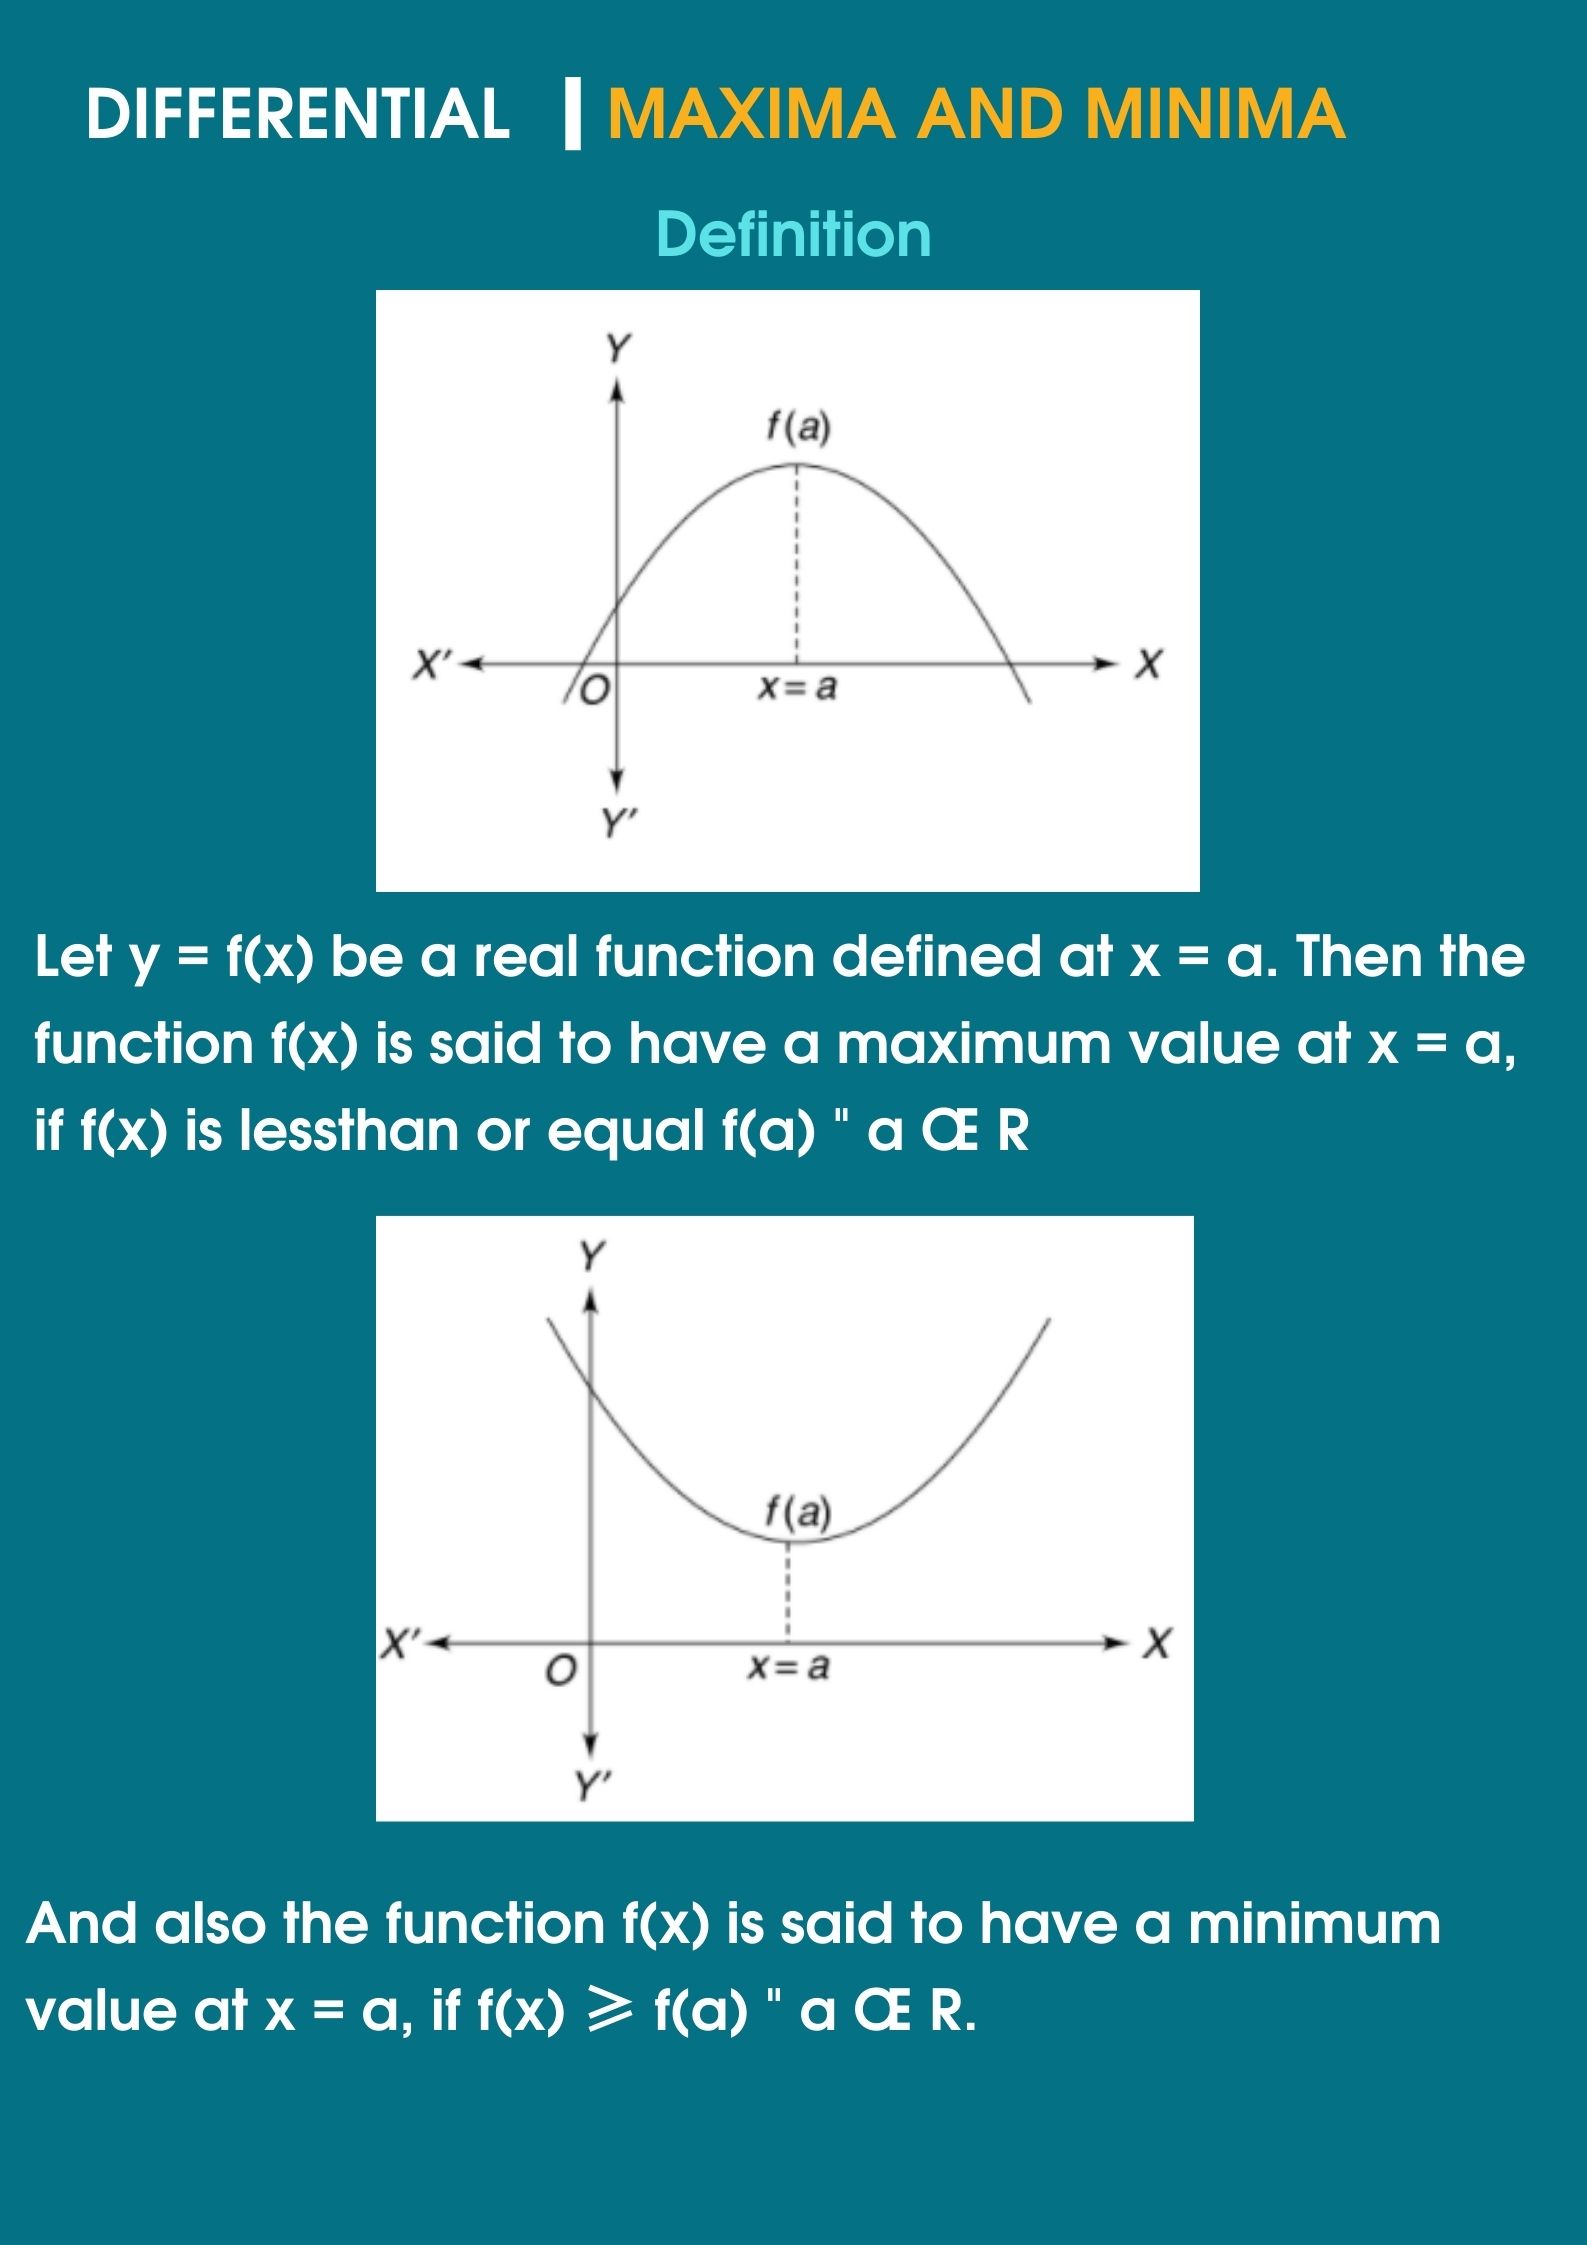 DIFFERENTIAL | MAXIMA AND MINIMA
Definition
Y
f(a)
X′ X
O x = a
Y′
Let y = f(x) be a real function defined at x = a. Then the
function f(x) is said to have a maximum value at x = a,
if f(x) is lessthan or equal f(a) " a Œ R
Y
f(a)
X′ X
O x = a
Y′
And also the function f(x) is said to have a minimum
value at x = a, if f(x) ⩾ f(a) " a Œ R.